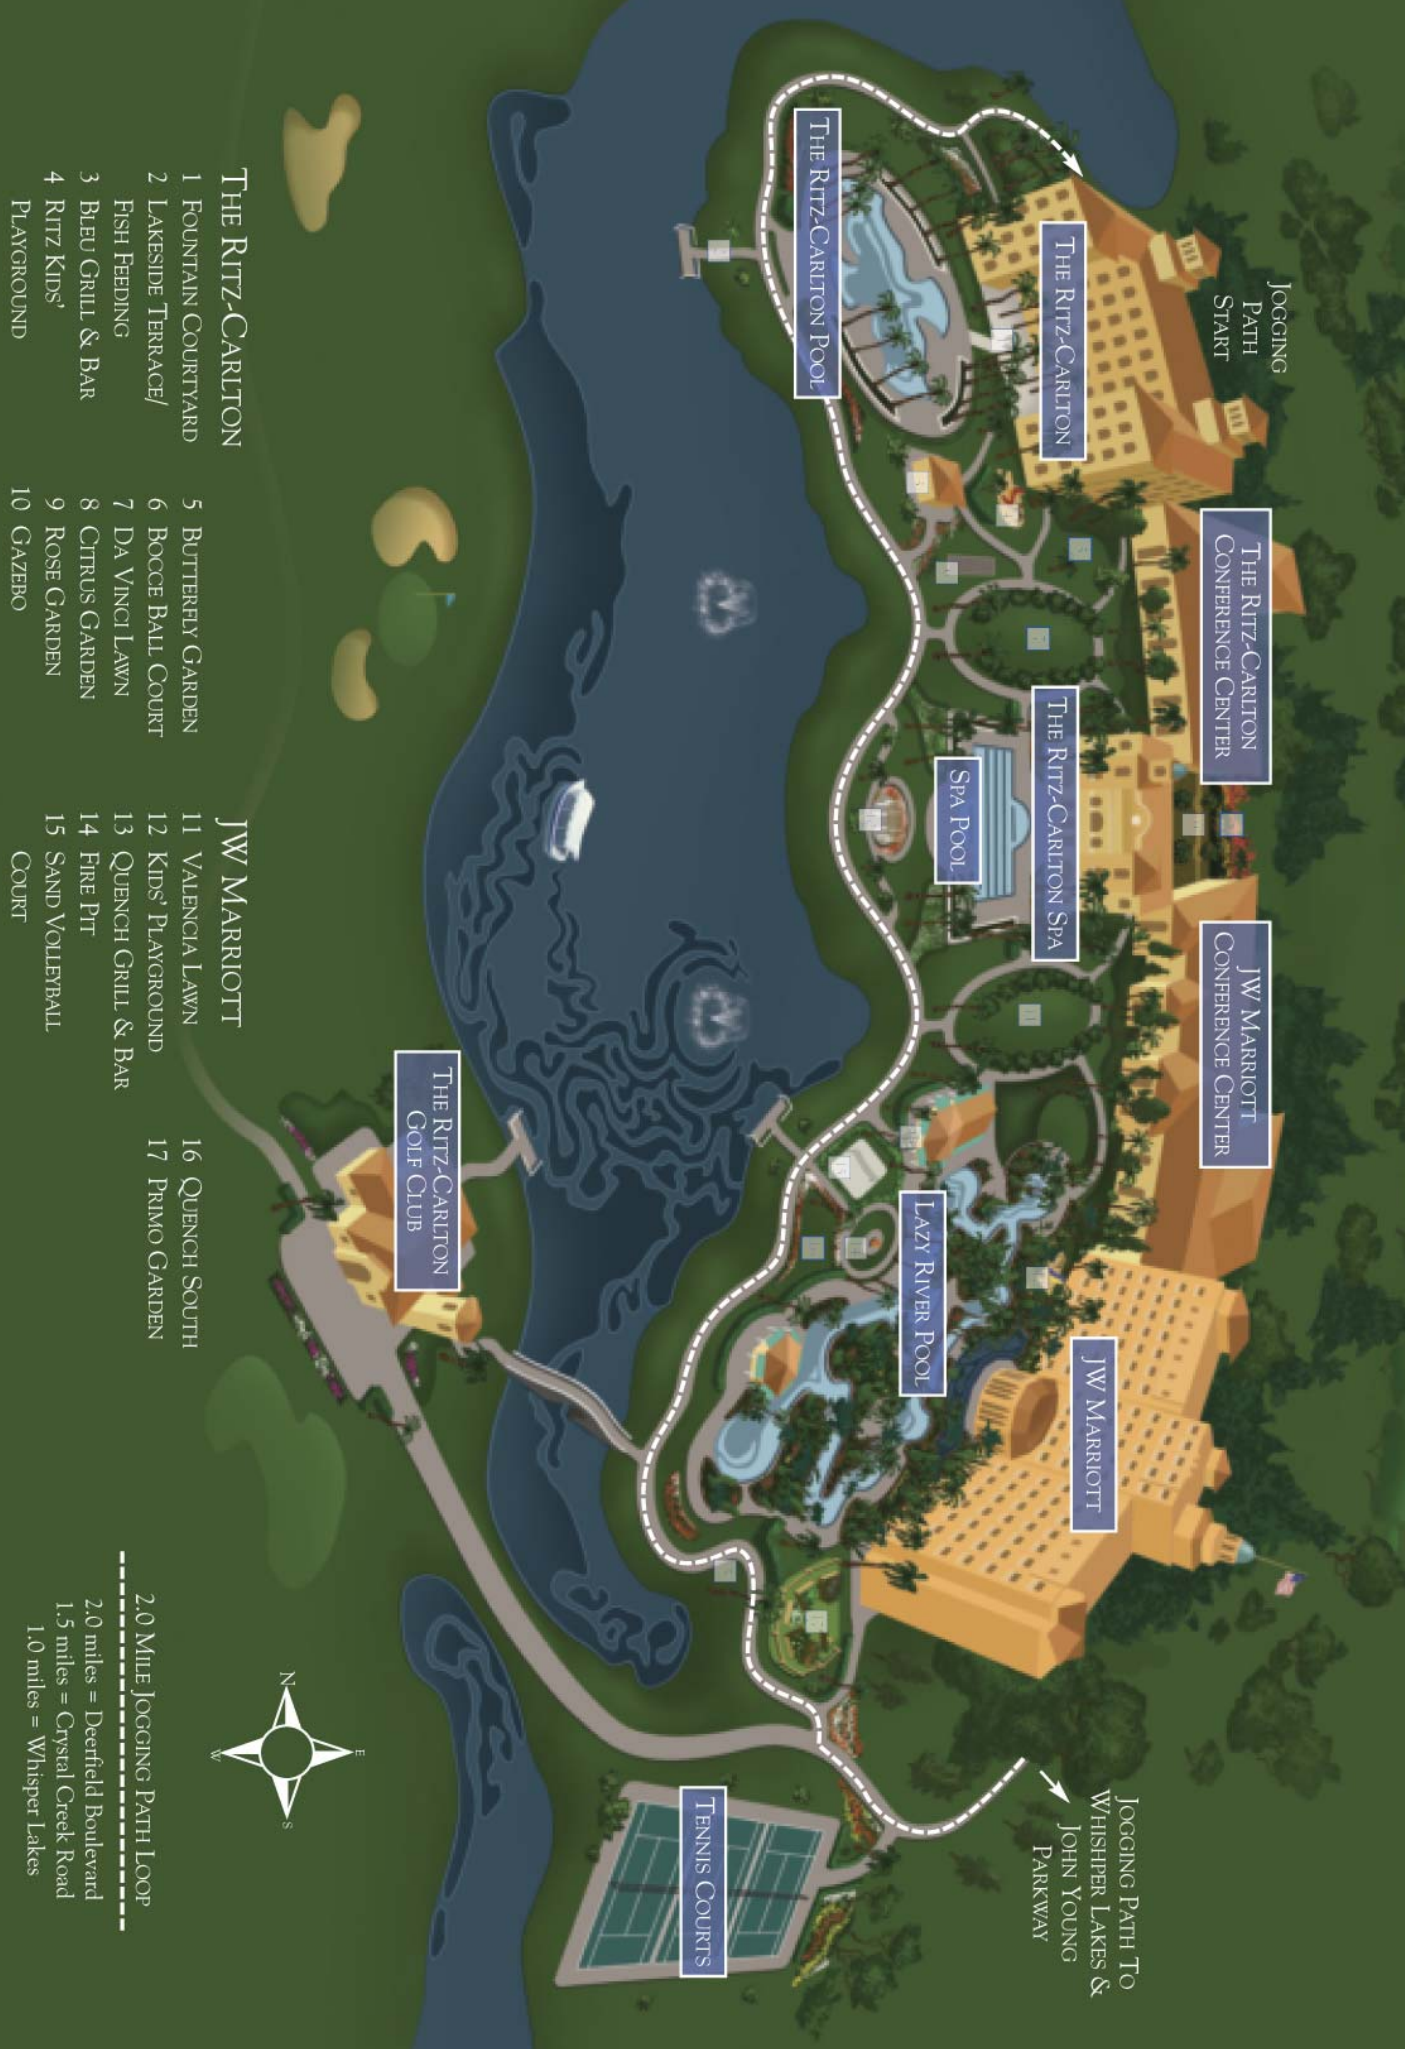 Jogging
Path
Start
The Ritz-Carlton
The Ritz-Carlton Pool
The Ritz-Carlton
Conference Center
The Ritz-Carlton Spa
Spa Pool
JW Marriott
Conference Center
Lazy River Pool
JW Marriott
The Ritz-Carlton
Golf Club
Tennis Courts
Jogging Path To
Whishper Lakes &
John Young
Parkway
The Ritz-Carlton
1 Fountain Courtyard
2 Lakeside Terrace/
Fish Feeding
3 Bleu Grill & Bar
4 Ritz Kids'
Playground
5 Butterfly Garden
6 Bocce Ball Court
7 Da Vinci Lawn
8 Citrus Garden
9 Rose Garden
10 Gazebo
JW Marriott
11 Valencia Lawn
12 Kids' Playground
13 Quench Grill & Bar
14 Fire Pit
15 Sand Volleyball
Court
16 Quench South
17 Primo Garden
2.0 Mile Jogging Path Loop
2.0 miles = Deerfield Boulevard
1.5 miles = Crystal Creek Road
1.0 miles = Whisper Lakes
N
E
S
W